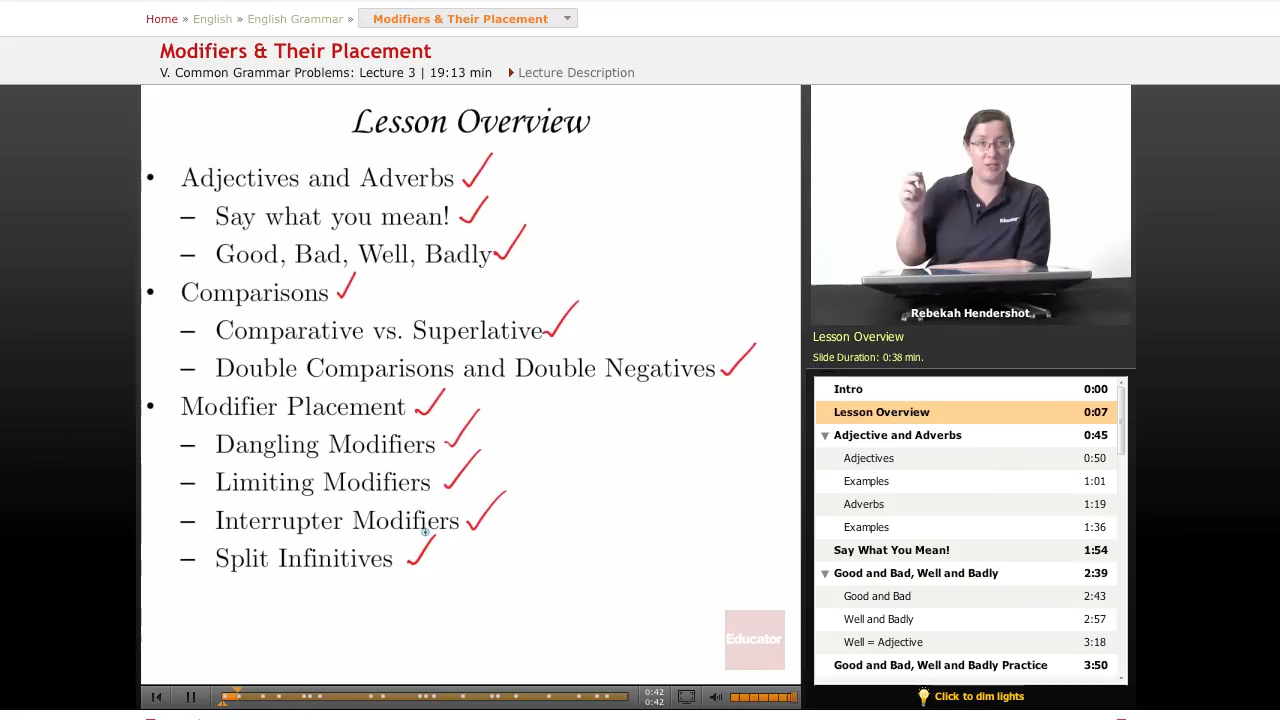 Home » English » English Grammar » Modifiers & Their Placement
Modifiers & Their Placement
V. Common Grammar Problems: Lecture 3 | 19:13 min Lecture Description
Lesson Overview
• Adjectives and Adverbs
– Say what you mean!
– Good, Bad, Well, Badly
• Comparisons
– Comparative vs. Superlative
– Double Comparisons and Double Negatives
• Modifier Placement
– Dangling Modifiers
– Limiting Modifiers
– Interrupter Modifiers
– Split Infinitives
Educator
0:42
0:42
Educator
Rebekah Hendershot
Lesson Overview
Slide Duration: 0:38 min.
Intro 0:00
Lesson Overview 0:07
Adjective and Adverbs 0:45
Adjectives 0:50
Examples 1:01
Adverbs 1:19
Examples 1:36
Say What You Mean! 1:54
Good and Bad, Well and Badly 2:39
Good and Bad 2:43
Well and Badly 2:57
Well = Adjective 3:18
Good and Bad, Well and Badly Practice 3:50
Click to dim lights